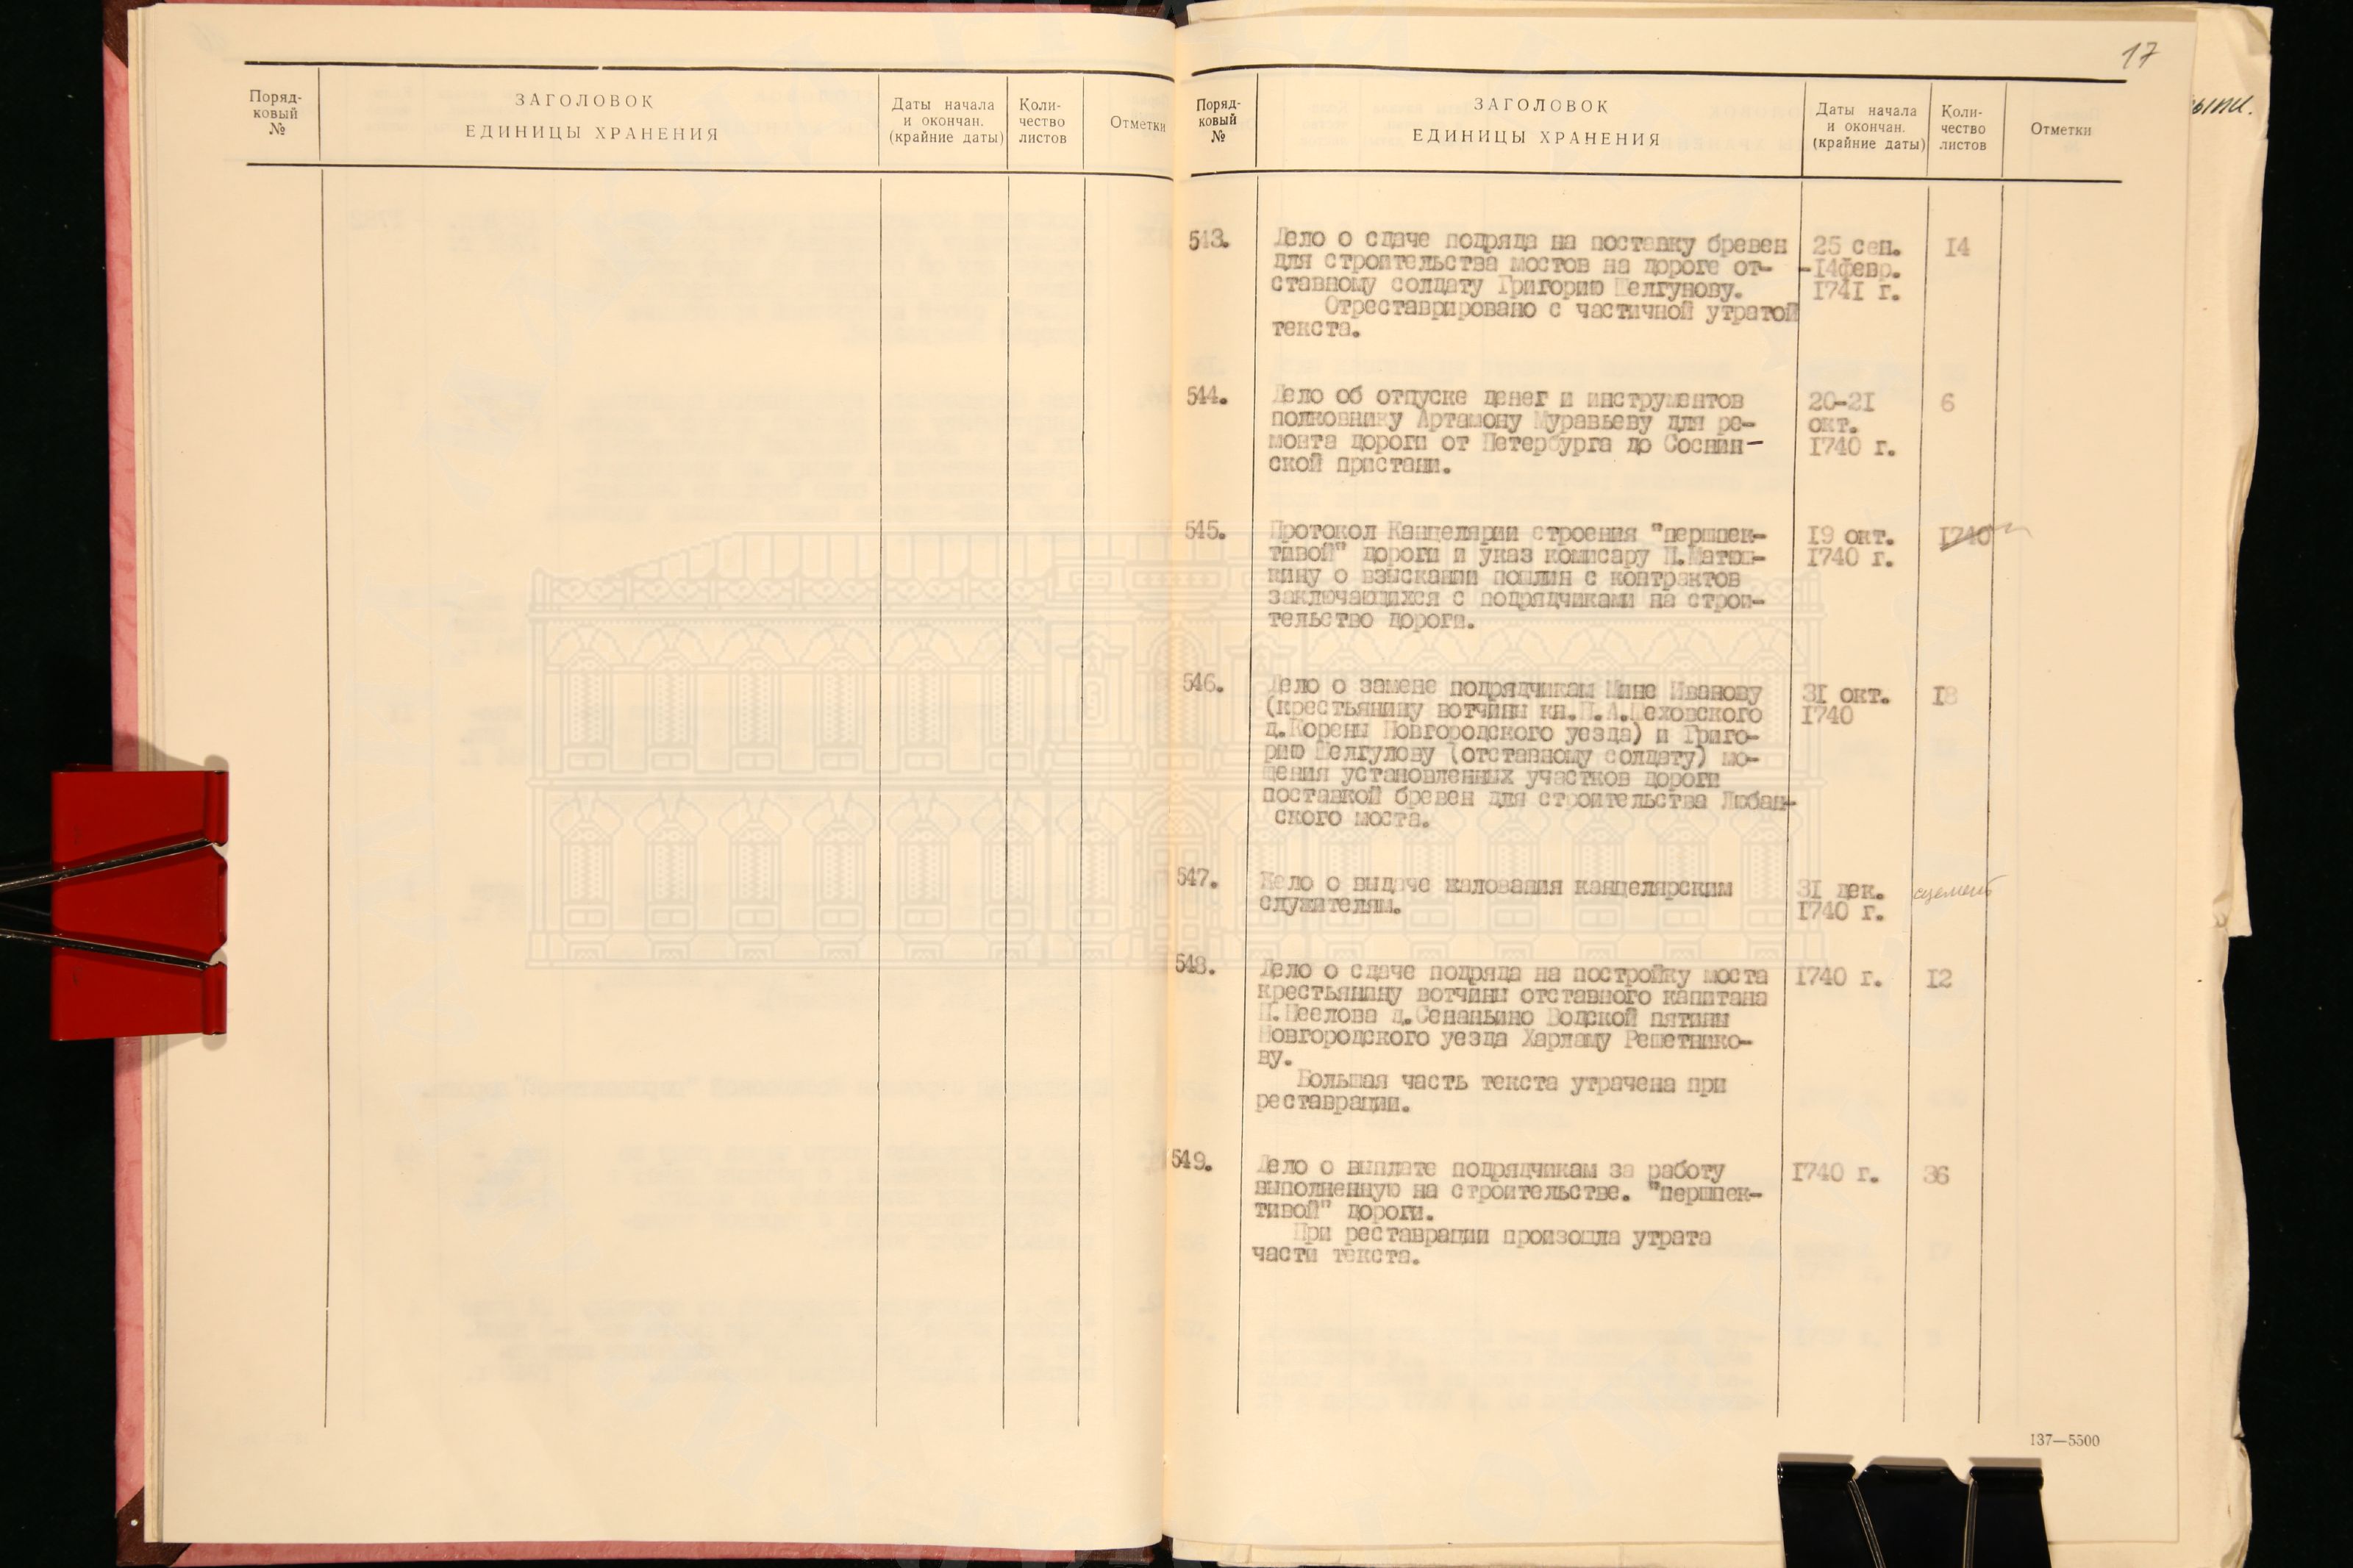 Поряд-
ковый
№
ЗАГОЛОВОК
ЕДИНИЦЫ ХРАНЕНИЯ
Даты начала
и окончан.
(крайние даты)
Коли-
чество
листов
Отметки
17
Поряд-
ковый
№
ЗАГОЛОВОК
ЕДИНИЦЫ ХРАНЕНИЯ
Даты начала
и окончан.
(крайние даты)
Коли-
чество
листов
Отметки
543. Дело о сдаче подряда на поставку бревен 25 сен. 14
для строительства мостов на дороге от- -14февр.
ставному солдату Григорию Шелгунову. 1741 г.
Отреставрировано с частичной утратой
текста.
544. Дело об отпуске денег и инструментов 20-21 6
полковнику Артамону Муравьеву для ре- окт.
монта дороги от Петербурга до Соснин- 1740 г.
ской пристани.
545. Протокол Канцелярии строения "першпек- 19 окт. 1740
тивой" дороги и указ комисару П.Матюш- 1740 г.
кину о взыскании пошлин с контрактов
заключающихся с подрядчиками на строи-
тельство дороги.
546. Дело о замене подрядчикам Мине Иванову 31 окт. 18
(крестьянину вотчины кн. А.Шеховского 1740
д.Корены Новгородского уезда) и Григо-
рию Шелгулову (отставному солдату) мо-
щения установленных участков дороги
поставкой бревен для строительства Любан-
ского моста.
547. Дело о выдаче жалования канцелярским 31 дек.
служителям. 1740 г.
548. Дело о сдаче подряда на постройку моста 1740 г. 12
крестьянину вотчины отставного капитана
д.Сенаньино Водской пятины
Новгородского уезда Харламу Решетнико-
ву.
Большая часть текста утрачена при
реставрации.
549. Дело о выплате подрядчикам за работу 1740 г. 36
выполненную на строительстве. "першпек-
тивой" дороги.
При реставрации произошла утрата
части текста.
137—5500